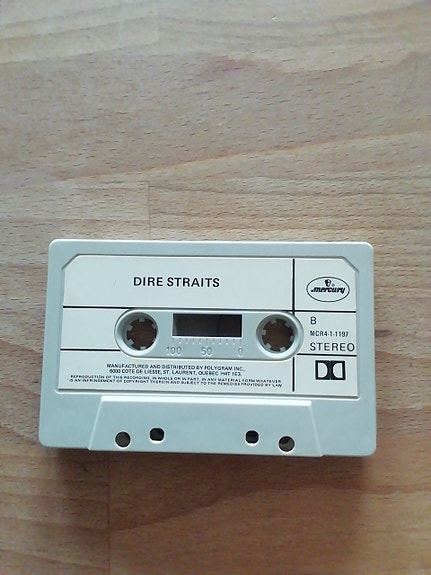 DIRE STRAITS
mercury
B
MCR4-1-1197
STEREO
100 50 0
MANUFACTURED AND DISTRIBUTED BY POLYGRAM INC.,
6000 COTE DE LIESSE, ST. LAURENT, QUEBEC H4T 1E3.
REPRODUCTION OF THIS RECORDING, IN WHOLE OR IN PART, IN ANY MATERIAL FORM WHATEVER
IS AN INFRINGEMENT OF COPYRIGHT THEREIN AND SUBJECT TO THE REMEDIES PROVIDED BY LAW